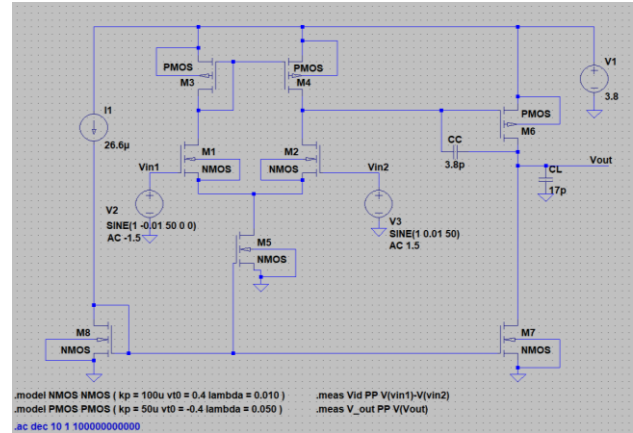 PMOS
M3
PMOS
M4
V1
3.8
I1
26.6µ
PMOS
M6
CC
3.8p
Vout
CL
17p
Vin1
M1
NMOS
M2
NMOS
Vin2
V2
SINE(1 -0.01 50 0 0)
AC -1.5
V3
SINE(1 0.01 50)
AC 1.5
M5
NMOS
M8
NMOS
M7
NMOS
.model NMOS NMOS ( kp = 100u vt0 = 0.4 lambda = 0.010 )
.meas Vid PP V(vin1)-V(vin2)
.model PMOS PMOS ( kp = 50u vt0 = -0.4 lambda = 0.050 )
.meas V_out PP V(Vout)
.ac dec 10 1 100000000000